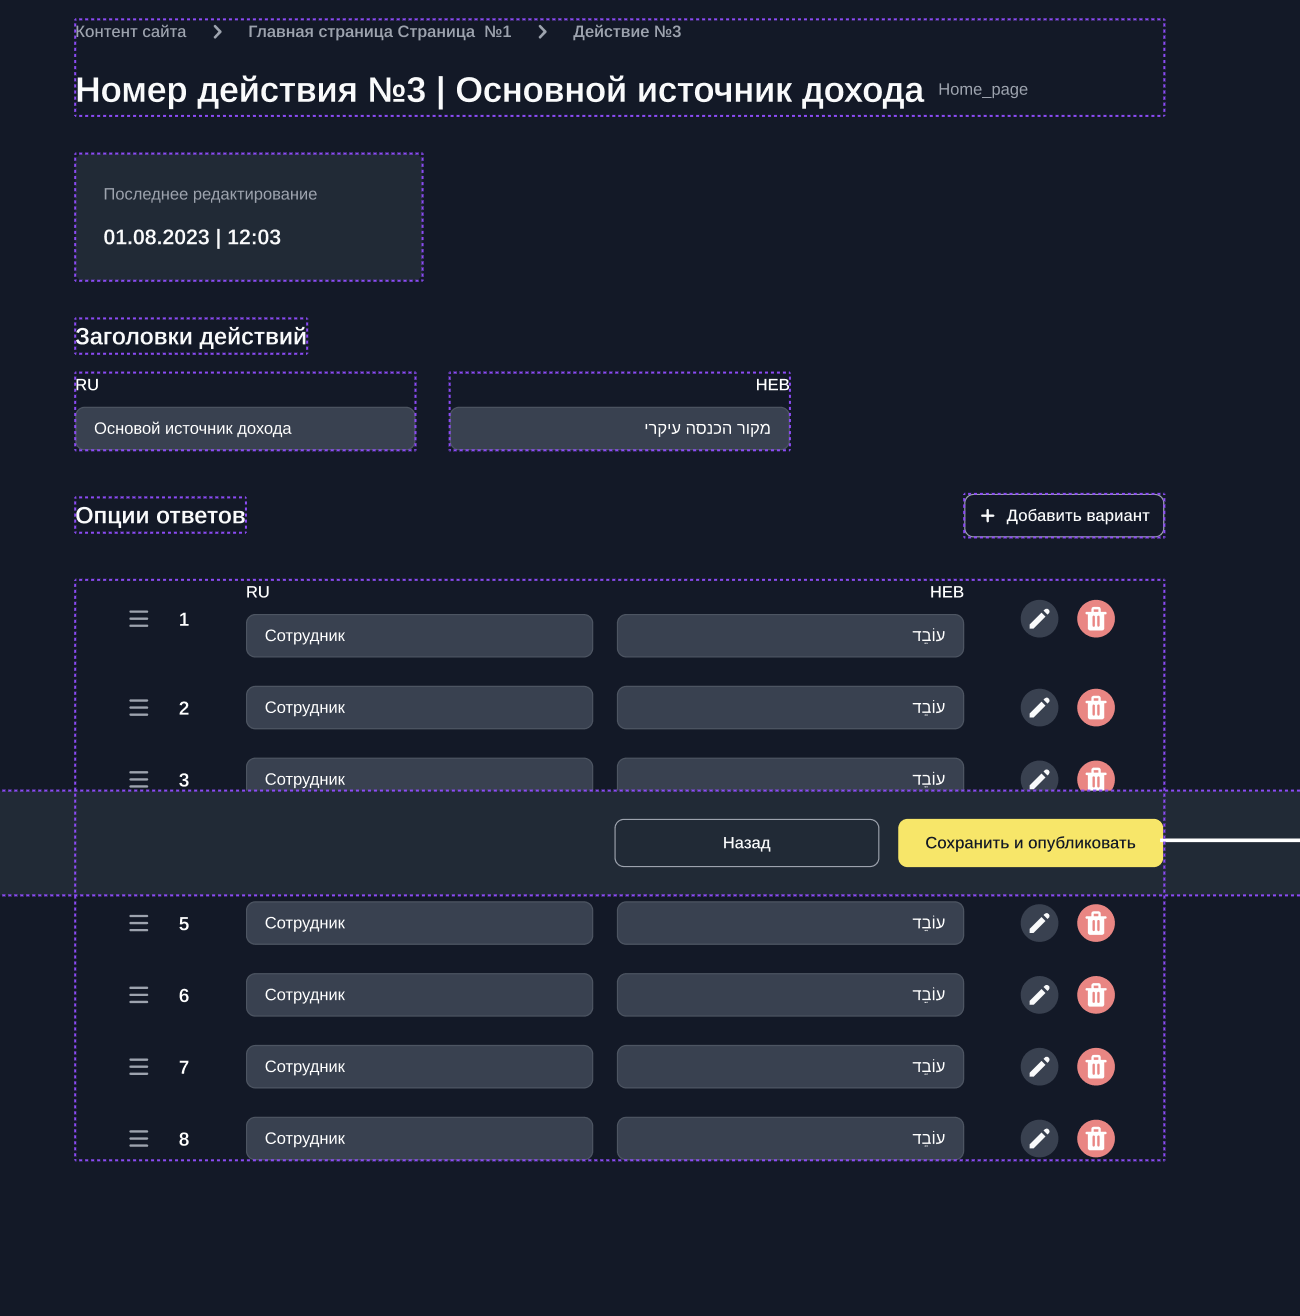 Контент сайта > Главная страница Страница №1 > Действие №3
Номер действия №3 | Основной источник дохода Home_page
Последнее редактирование
01.08.2023 | 12:03
Заголовки действий
RU HEB
Основой источник дохода מקור הכנסה עיקרי
Опции ответов + Добавить вариант
RU HEB
1 Сотрудник עוֹבֵד
2 Сотрудник עוֹבֵד
3 Сотрудник עוֹבֵד
Назад Сохранить и опубликовать
5 Сотрудник עוֹבֵד
6 Сотрудник עוֹבֵד
7 Сотрудник עוֹבֵד
8 Сотрудник עוֹבֵד